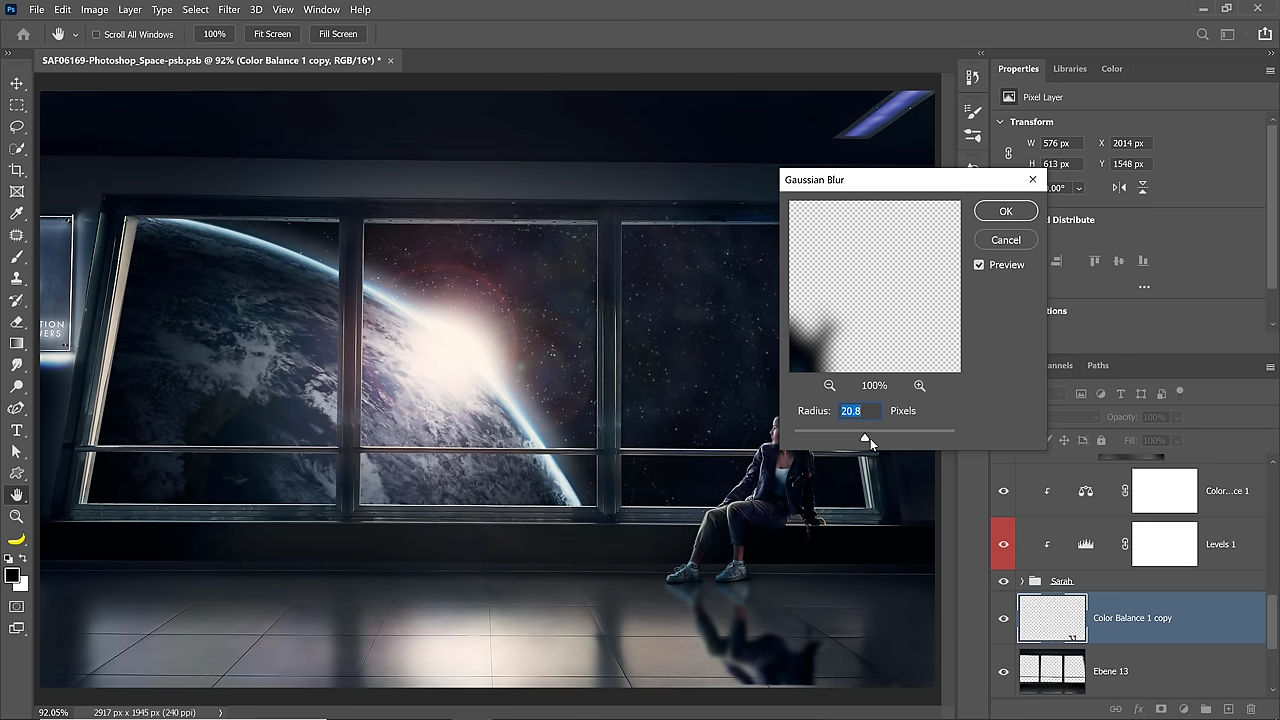 Ps File Edit Image Layer Type Select Filter 3D View Window Help
Scroll All Windows 100% Fit Screen Fill Screen
SAF06169-Photoshop_Space-psb.psb @ 92% (Color Balance 1 copy, RGB/16*) * ×
Properties Libraries Color
Pixel Layer
Transform
W 576 px X 2014 px
H 613 px Y 1548 px
.00°
d Distribute
tions
Gaussian Blur
OK
Cancel
Preview
100%
Radius: 20.8 Pixels
TION
VERS
annels Paths
Opacity: 100%
Fill: 100%
Color...ce 1
Levels 1
Sarah
Color Balance 1 copy
Ebene 13
fx
92.05% 2917 px x 1945 px (240 ppi)